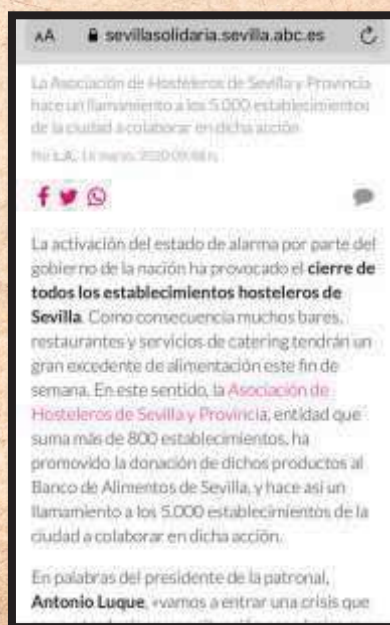 AA sevillasolidaria.sevilla.abc.es
La Asociación de Hosteleros de Sevilla y Provincia
hace un llamamiento a los 5.000 establecimientos
de la ciudad a colaborar en dicha acción
Por L.A. 16 marzo, 2020 09:48 h.
La activación del estado de alarma por parte del
gobierno de la nación ha provocado el cierre de
todos los establecimientos hosteleros de
Sevilla. Como consecuencia muchos bares,
restaurantes y servicios de catering tendrán un
gran excedente de alimentación este fin de
semana. En este sentido, la Asociación de
Hosteleros de Sevilla y Provincia, entidad que
suma más de 800 establecimientos, ha
promovido la donación de dichos productos al
Banco de Alimentos de Sevilla, y hace así un
llamamiento a los 5.000 establecimientos de la
ciudad a colaborar en dicha acción.
En palabras del presidente de la patronal,
Antonio Luque, «vamos a entrar una crisis que